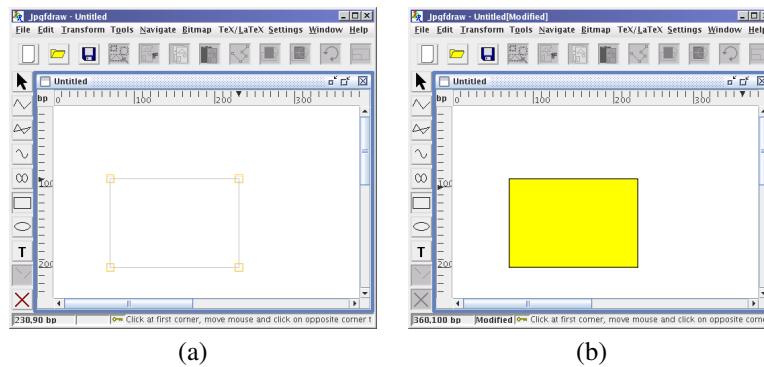 Jpgfdraw - Untitled
File Edit Transform Tools Navigate Bitmap TeX/LaTeX Settings Window Help
Untitled
bp 0 100 200 300
100
200
T
230,90 bp Click at first corner, move mouse and click on opposite corner t
(a)
Jpgfdraw - Untitled[Modified]
File Edit Transform Tools Navigate Bitmap TeX/LaTeX Settings Window Help
Untitled
bp 0 100 200 300
100
200
T
360,100 bp Modified Click at first corner, move mouse and click on opposite corne
(b)